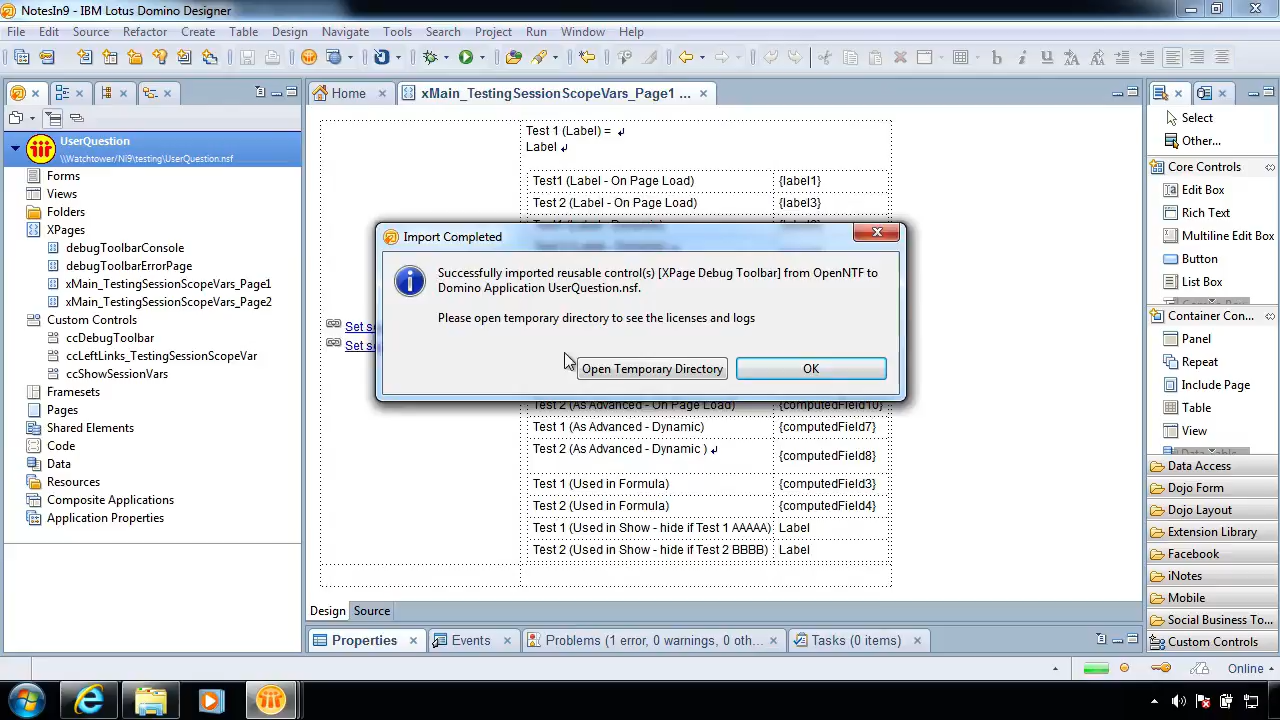 NotesIn9 - IBM Lotus Domino Designer
File Edit Source Refactor Create Table Design Navigate Tools Search Project Run Window Help
Home
xMain_TestingSessionScopeVars_Page1 ...
UserQuestion
\\Watchtower/NI9\testing\UserQuestion.nsf
Forms
Views
Folders
XPages
debugToolbarConsole
debugToolbarErrorPage
xMain_TestingSessionScopeVars_Page1
xMain_TestingSessionScopeVars_Page2
Custom Controls
ccDebugToolbar
ccLeftLinks_TestingSessionScopeVar
ccShowSessionVars
Framesets
Pages
Shared Elements
Code
Data
Resources
Composite Applications
Application Properties
Test 1 (Label) =
Label
Test1 (Label - On Page Load) {label1}
Test 2 (Label - On Page Load) {label3}
Set s
Set s
Import Completed
Successfully imported reusable control(s) [XPage Debug Toolbar] from OpenNTF to
Domino Application UserQuestion.nsf.
Please open temporary directory to see the licenses and logs
Open Temporary Directory
OK
Test 2 (As Advanced - On Page Load) {computedField10}
Test 1 (As Advanced - Dynamic) {computedField7}
Test 2 (As Advanced - Dynamic ) {computedField8}
Test 1 (Used in Formula) {computedField3}
Test 2 (Used in Formula) {computedField4}
Test 1 (Used in Show - hide if Test 1 AAAAA) Label
Test 2 (Used in Show - hide if Test 2 BBBB) Label
Design Source
Properties
Events
Problems (1 error, 0 warnings, 0 oth...
Tasks (0 items)
Select
Other...
Core Controls
Edit Box
Rich Text
Multiline Edit Box
Button
List Box
Container Con...
Panel
Repeat
Include Page
Table
View
Data Access
Dojo Form
Dojo Layout
Extension Library
Facebook
iNotes
Mobile
Social Business To...
Custom Controls
Online